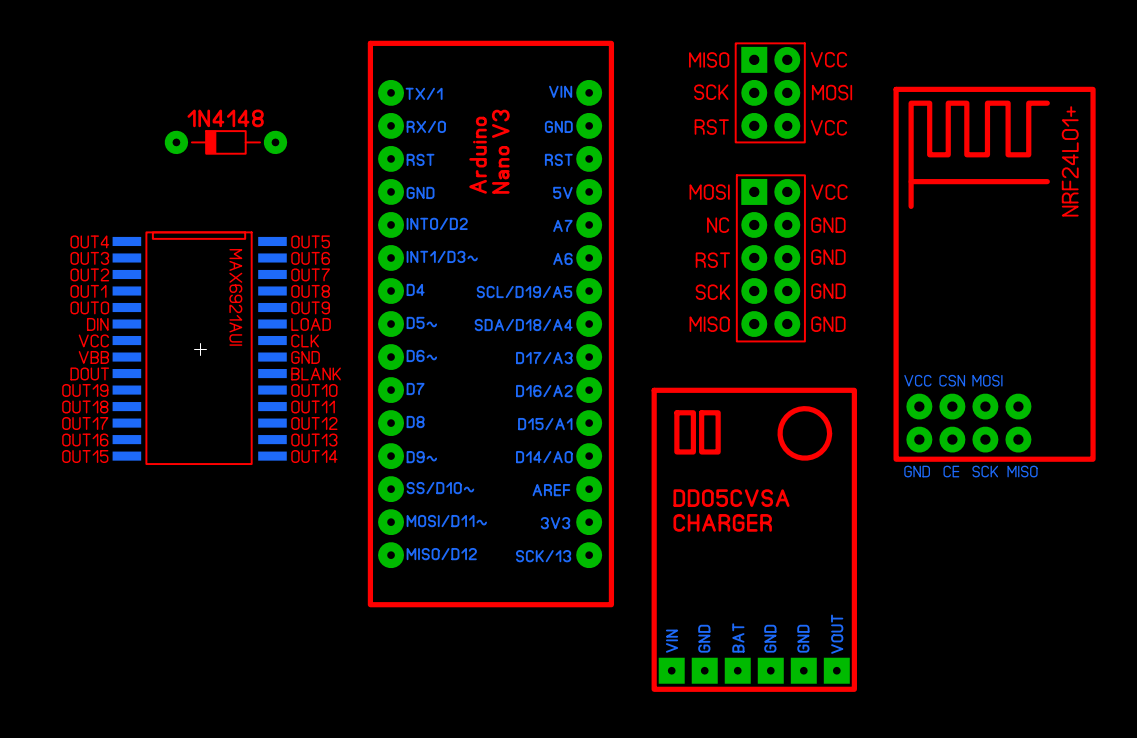 1N4148
OUT4 OUT5
OUT3 OUT6
OUT2 OUT7
OUT1 OUT8
OUT0 OUT9
DIN LOAD
VCC CLK
VBB GND
DOUT BLANK
OUT19 OUT10
OUT18 OUT11
OUT17 OUT12
OUT16 OUT13
OUT15 OUT14
MAX6921AUI
Arduino
Nano V3
TX/1 VIN
RX/0 GND
RST RST
GND 5V
INT0/D2 A7
INT1/D3~ A6
D4 SCL/D19/A5
D5~ SDA/D18/A4
D6~ D17/A3
D7 D16/A2
D8 D15/A1
D9~ D14/A0
SS/D10~ AREF
MOSI/D11~ 3V3
MISO/D12 SCK/13
MISO VCC
SCK MOSI
RST VCC
MOSI VCC
NC GND
RST GND
SCK GND
MISO GND
DD05CVSA
CHARGER
VIN GND BAT GND GND VOUT
NRF24L01+
VCC CSN MOSI
GND CE SCK MISO